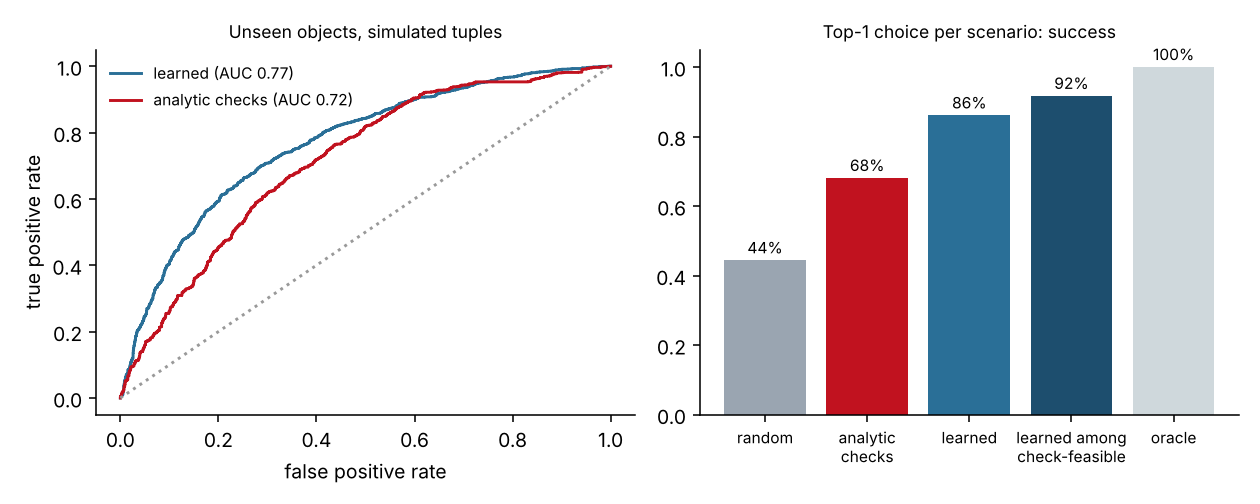 Unseen objects, simulated tuples
learned (AUC 0.77)
analytic checks (AUC 0.72)
true positive rate
1.0
0.8
0.6
0.4
0.2
0.0
0.0 0.2 0.4 0.6 0.8 1.0
false positive rate
Top-1 choice per scenario: success
1.0
0.8
0.6
0.4
0.2
0.0
44%
68%
86%
92%
100%
random
analytic
checks
learned
learned among
check-feasible
oracle